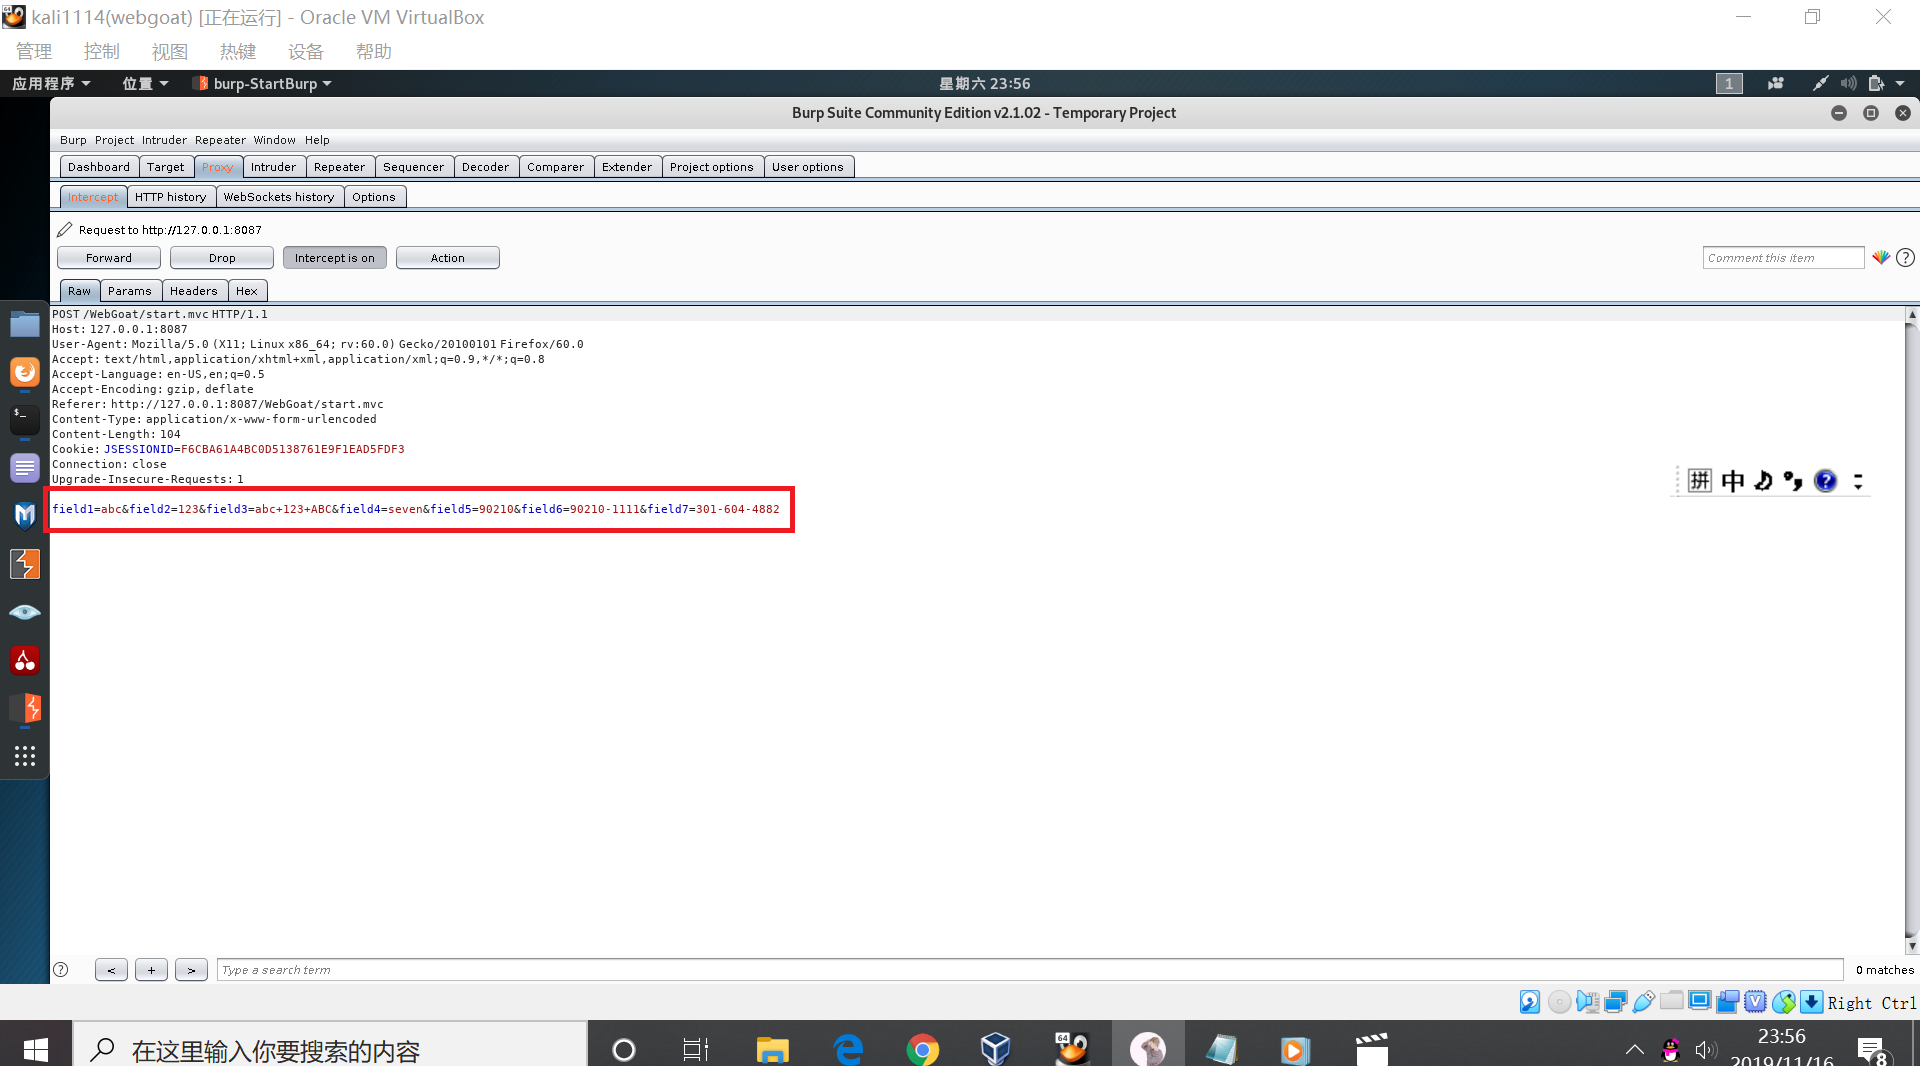 kali1114(webgoat) [正在运行] - Oracle VM VirtualBox
管理 控制 视图 热键 设备 帮助
应用程序 位置 burp-StartBurp 星期六 23:56 1
Burp Suite Community Edition v2.1.02 - Temporary Project
Burp Project Intruder Repeater Window Help
Dashboard Target Proxy Intruder Repeater Sequencer Decoder Comparer Extender Project options User options
Intercept HTTP history WebSockets history Options
Request to http://127.0.0.1:8087
Forward Drop Intercept is on Action Comment this item ?
Raw Params Headers Hex
POST /WebGoat/start.mvc HTTP/1.1
Host: 127.0.0.1:8087
User-Agent: Mozilla/5.0 (X11; Linux x86_64; rv:60.0) Gecko/20100101 Firefox/60.0
Accept: text/html,application/xhtml+xml,application/xml;q=0.9,*/*;q=0.8
Accept-Language: en-US,en;q=0.5
Accept-Encoding: gzip, deflate
Referer: http://127.0.0.1:8087/WebGoat/start.mvc
Content-Type: application/x-www-form-urlencoded
Content-Length: 104
Cookie: JSESSIONID=F6CBA61A4BC0D5138761E9F1EAD5FDF3
Connection: close
Upgrade-Insecure-Requests: 1
拼 中 ?
field1=abc&field2=123&field3=abc+123+ABC&field4=seven&field5=90210&field6=90210-1111&field7=301-604-4882
? < + > Type a search term 0 matches
Right Ctrl
在这里输入你要搜索的内容 64 23:56
2019/11/16 8